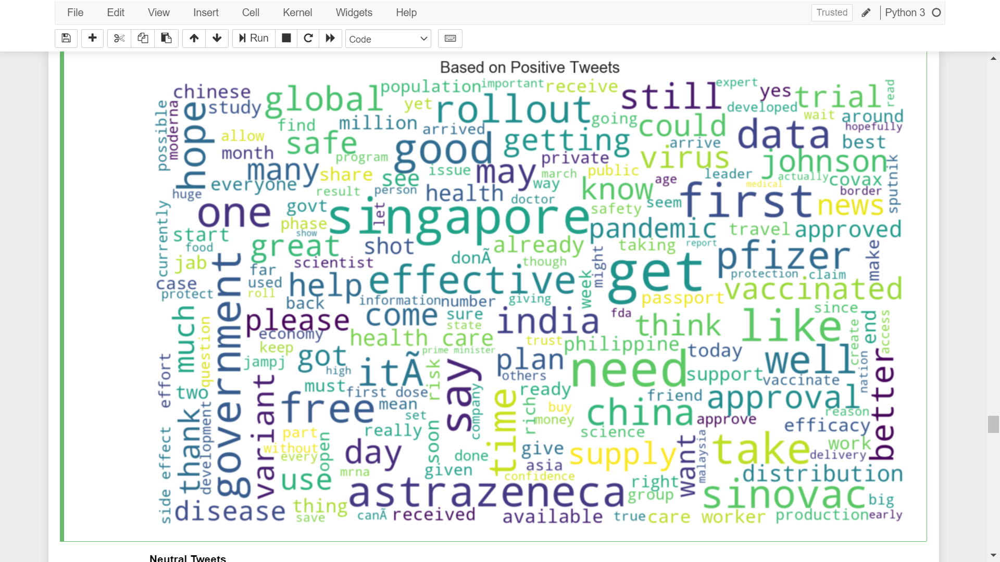 File Edit View Insert Cell Kernel Widgets Help Trusted Python 3
Run Code
Based on Positive Tweets
chinese
global
population
important
receive
still
expert
yes
trial
read
possible
moderna
hope
study
yet
rollout
going
developed
wait
around
find
million
arrived
could
data
hopefully
allow
safe
good
getting
arrive
best
month
program
private
virus
johnson
many
share
see
issue
may
march
public
leader
actually
covax
sputnik
everyone
result
person
health
way
know
age
medical
border
huge
doctor
seem
first
news
one
govt
singapore
let
safety
currently
start
phase
show
pandemic
travel
approved
food
great
shot
already
taking
report
jab
government
scientist
donÃ
though
might
get
pfizer
make
far
case
used
help
effective
week
protection
claim
protect
roll
back
information
number
giving
passport
vaccinated
much
question
please
come
sure
india
fda
think
like
since
end
access
create
economy
state
keep
health care
trust
philippine
today
jampj
got
prime minister
plan
need
well
nation
better
effort
high
itÃ
risk
say
others
support
vaccinate
two
variant
must
first dose
company
time
ready
friend
approval
thank
development
free
mean
set
rich
buy
money
china
approve
reason
efficacy
side effect
part
really
soon
science
without
every
open
day
done
give
supply
want
malaysia
take
work
delivery
asia
mrna
given
confidence
use
astrazeneca
right
group
distribution
sinovac
big
disease
thing
save
canÃ
received
available
true
care worker
production
early
Neutral Tweets